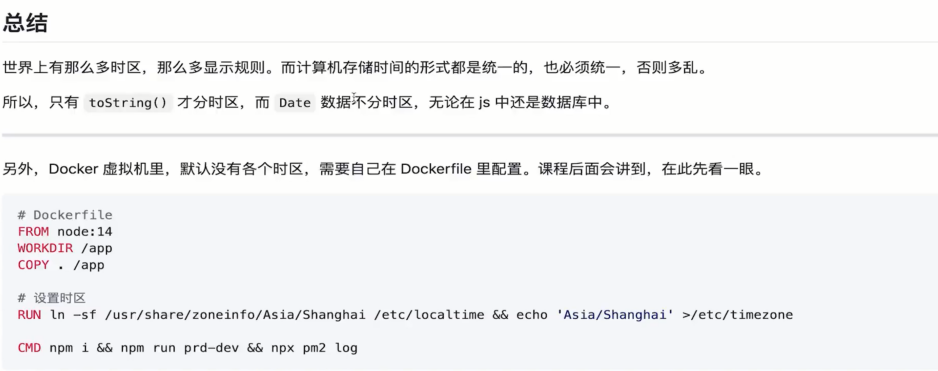 总结
世界上有那么多时区，那么多显示规则。而计算机存储时间的形式都是统一的，也必须统一，否则多乱。
所以，只有 toString() 才分时区，而 Date 数据不分时区，无论在 js 中还是数据库中。
另外，Docker 虚拟机里，默认没有各个时区，需要自己在 Dockerfile 里配置。课程后面会讲到，在此先看一眼。
# Dockerfile
FROM node:14
WORKDIR /app
COPY . /app
# 设置时区
RUN ln -sf /usr/share/zoneinfo/Asia/Shanghai /etc/localtime && echo 'Asia/Shanghai' >/etc/timezone
CMD npm i && npm run prd-dev && npx pm2 log